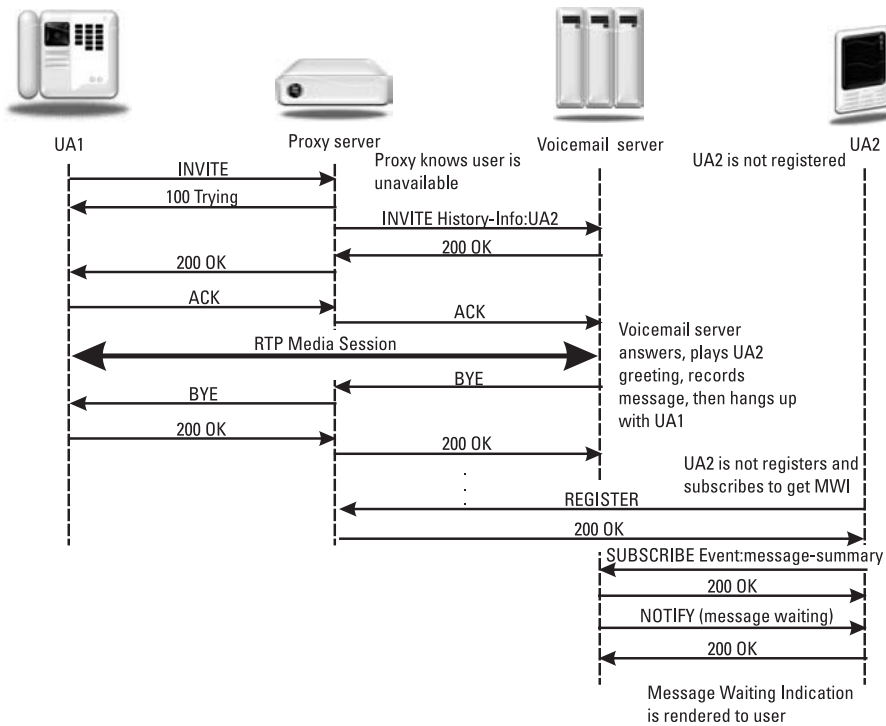 UA1
Proxy server
Voicemail server
UA2
Proxy knows user is
unavailable
UA2 is not registered
INVITE
100 Trying
INVITE History-Info:UA2
200 OK
200 OK
ACK
ACK
RTP Media Session
Voicemail server
answers, plays UA2
greeting, records
message, then hangs up
with UA1
BYE
BYE
200 OK
200 OK
UA2 is not registers and
subscribes to get MWI
REGISTER
200 OK
SUBSCRIBE Event:message-summary
200 OK
NOTIFY (message waiting)
200 OK
Message Waiting Indication
is rendered to user